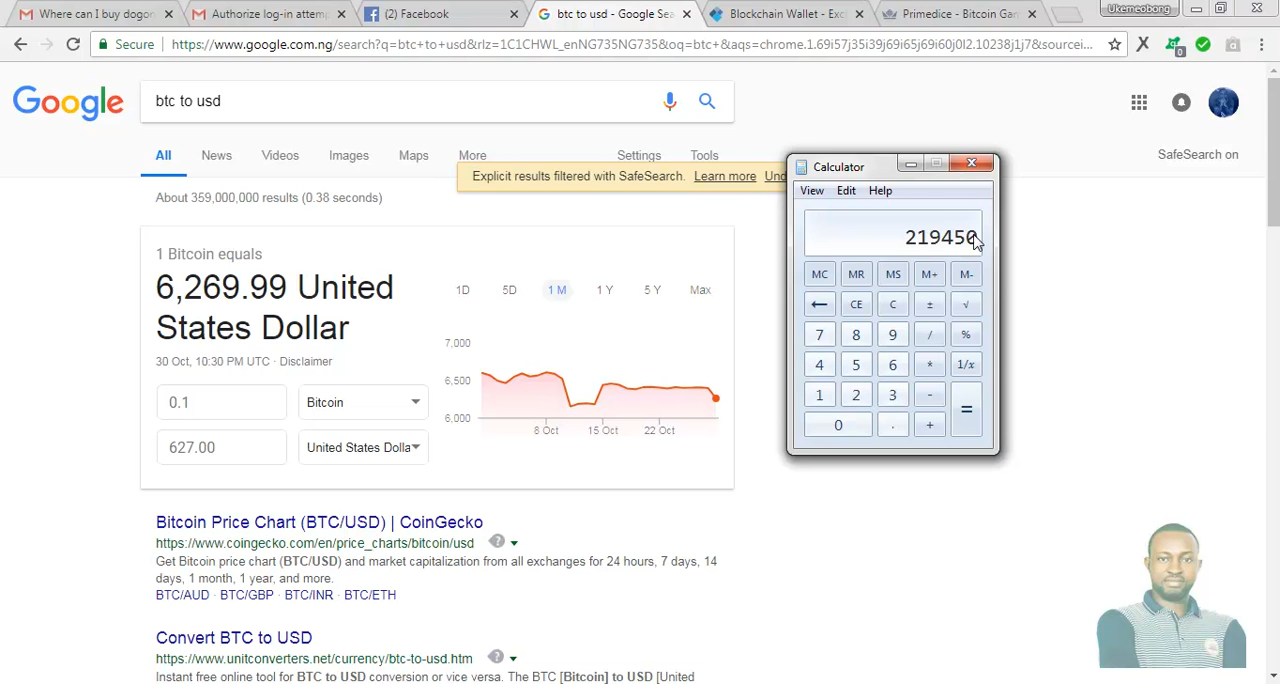 Where can I buy dogon
Authorize log-in attemp
(2) Facebook
btc to usd - Google Sea
Blockchain Wallet - Exc
Primedice - Bitcoin Gam
Ukemeobong
Secure
https://www.google.com.ng/search?q=btc+to+usd&rlz=1C1CHWL_enNG735NG735&oq=btc+&aqs=chrome.1.69i57j35i39j69i65j69i60j0l2.10238j1j7&sourcei...
Google
btc to usd
All News Videos Images Maps More Settings Tools
SafeSearch on
Explicit results filtered with SafeSearch. Learn more
About 359,000,000 results (0.38 seconds)
1 Bitcoin equals
6,269.99 United
States Dollar
30 Oct, 10:30 PM UTC · Disclaimer
0.1 Bitcoin
627.00 United States Dolla
1D 5D 1 M 1 Y 5 Y Max
7,000
6,500
6,000
8 Oct 15 Oct 22 Oct
Bitcoin Price Chart (BTC/USD) | CoinGecko
https://www.coingecko.com/en/price_charts/bitcoin/usd
Get Bitcoin price chart (BTC/USD) and market capitalization from all exchanges for 24 hours, 7 days, 14
days, 1 month, 1 year, and more.
BTC/AUD · BTC/GBP · BTC/INR · BTC/ETH
Convert BTC to USD
https://www.unitconverters.net/currency/btc-to-usd.htm
Instant free online tool for BTC to USD conversion or vice versa. The BTC [Bitcoin] to USD [United
Calculator
View Edit Help
219450
MC MR MS M+ M-
← CE C ± √
7 8 9 / %
4 5 6 * 1/x
1 2 3 - =
0 . +